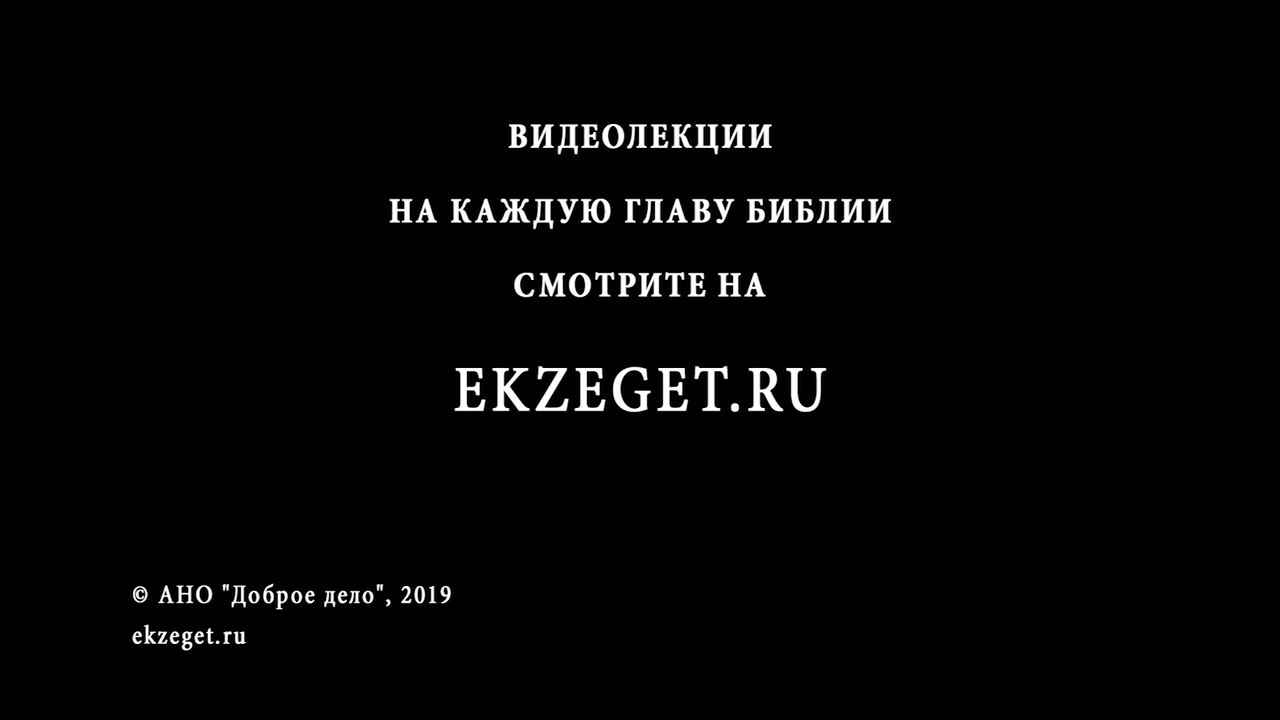 ВИДЕОЛЕКЦИИ
НА КАЖДУЮ ГЛАВУ БИБЛИИ
СМОТРИТЕ НА
EKZEGET.RU
© АНО "Доброе дело", 2019
ekzeget.ru